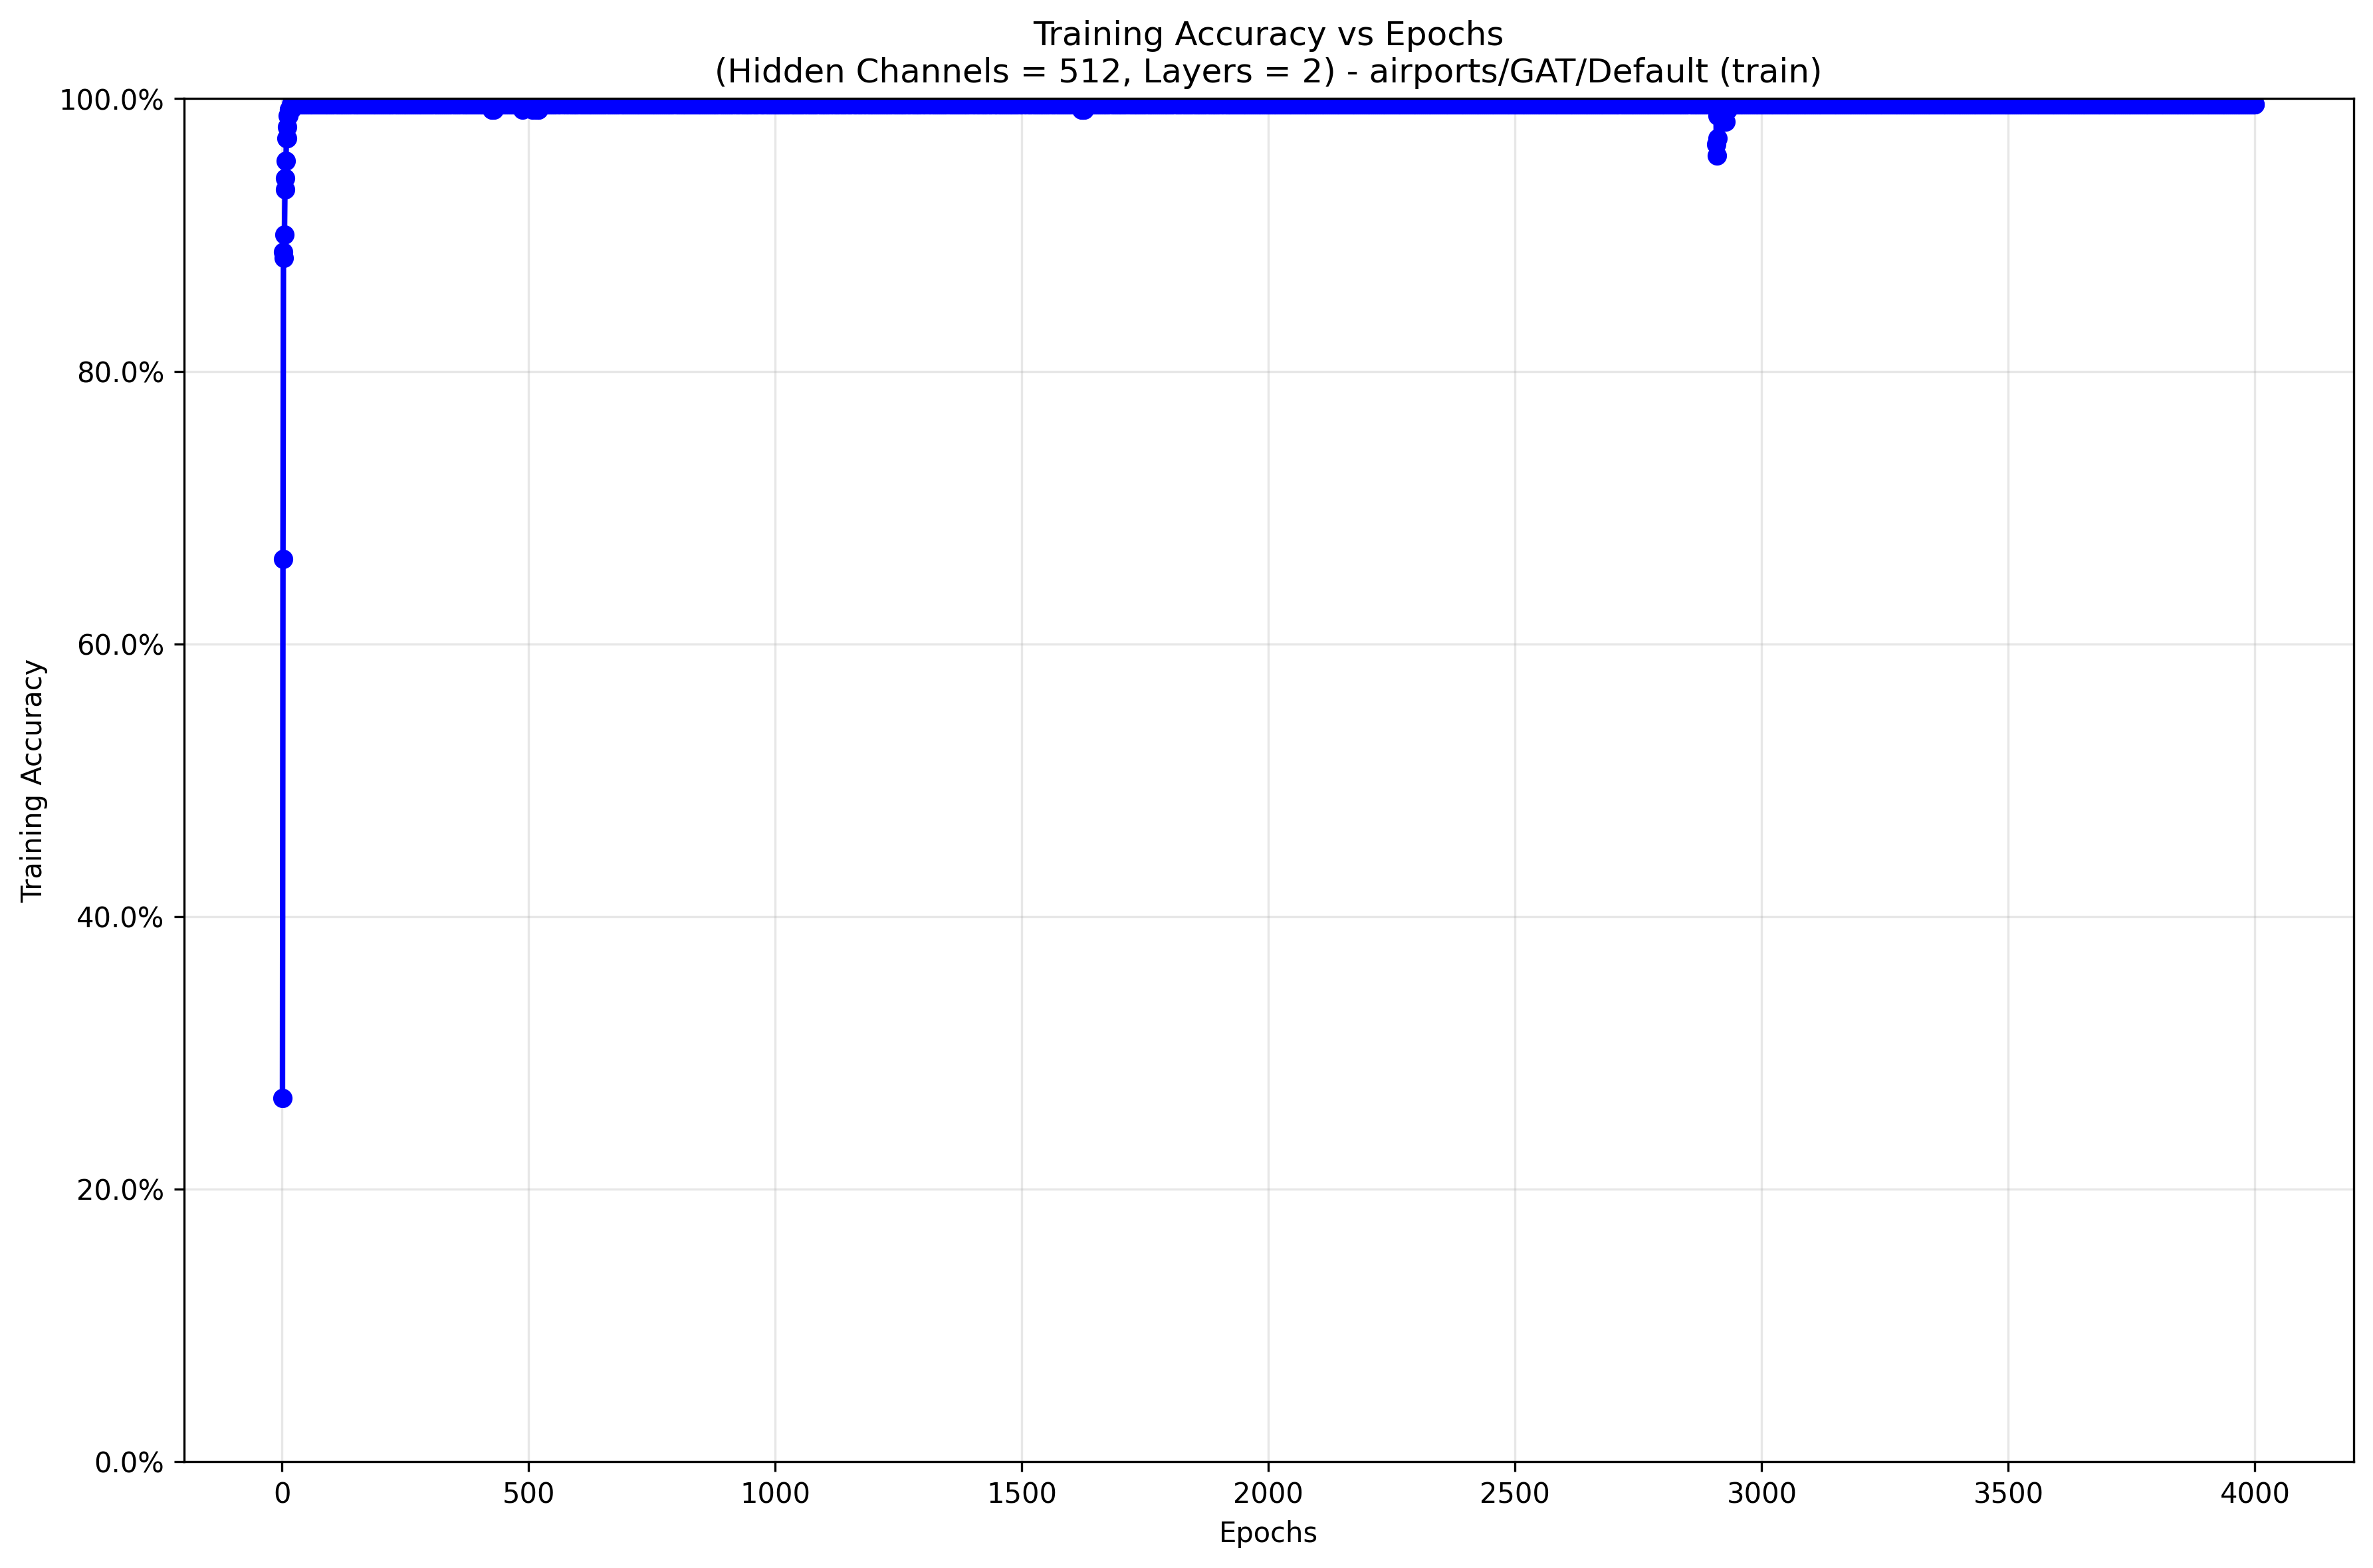 Training Accuracy vs Epochs
(Hidden Channels = 512, Layers = 2) - airports/GAT/Default (train)
100.0%
80.0%
60.0%
40.0%
20.0%
0.0%
Training Accuracy
0 500 1000 1500 2000 2500 3000 3500 4000
Epochs